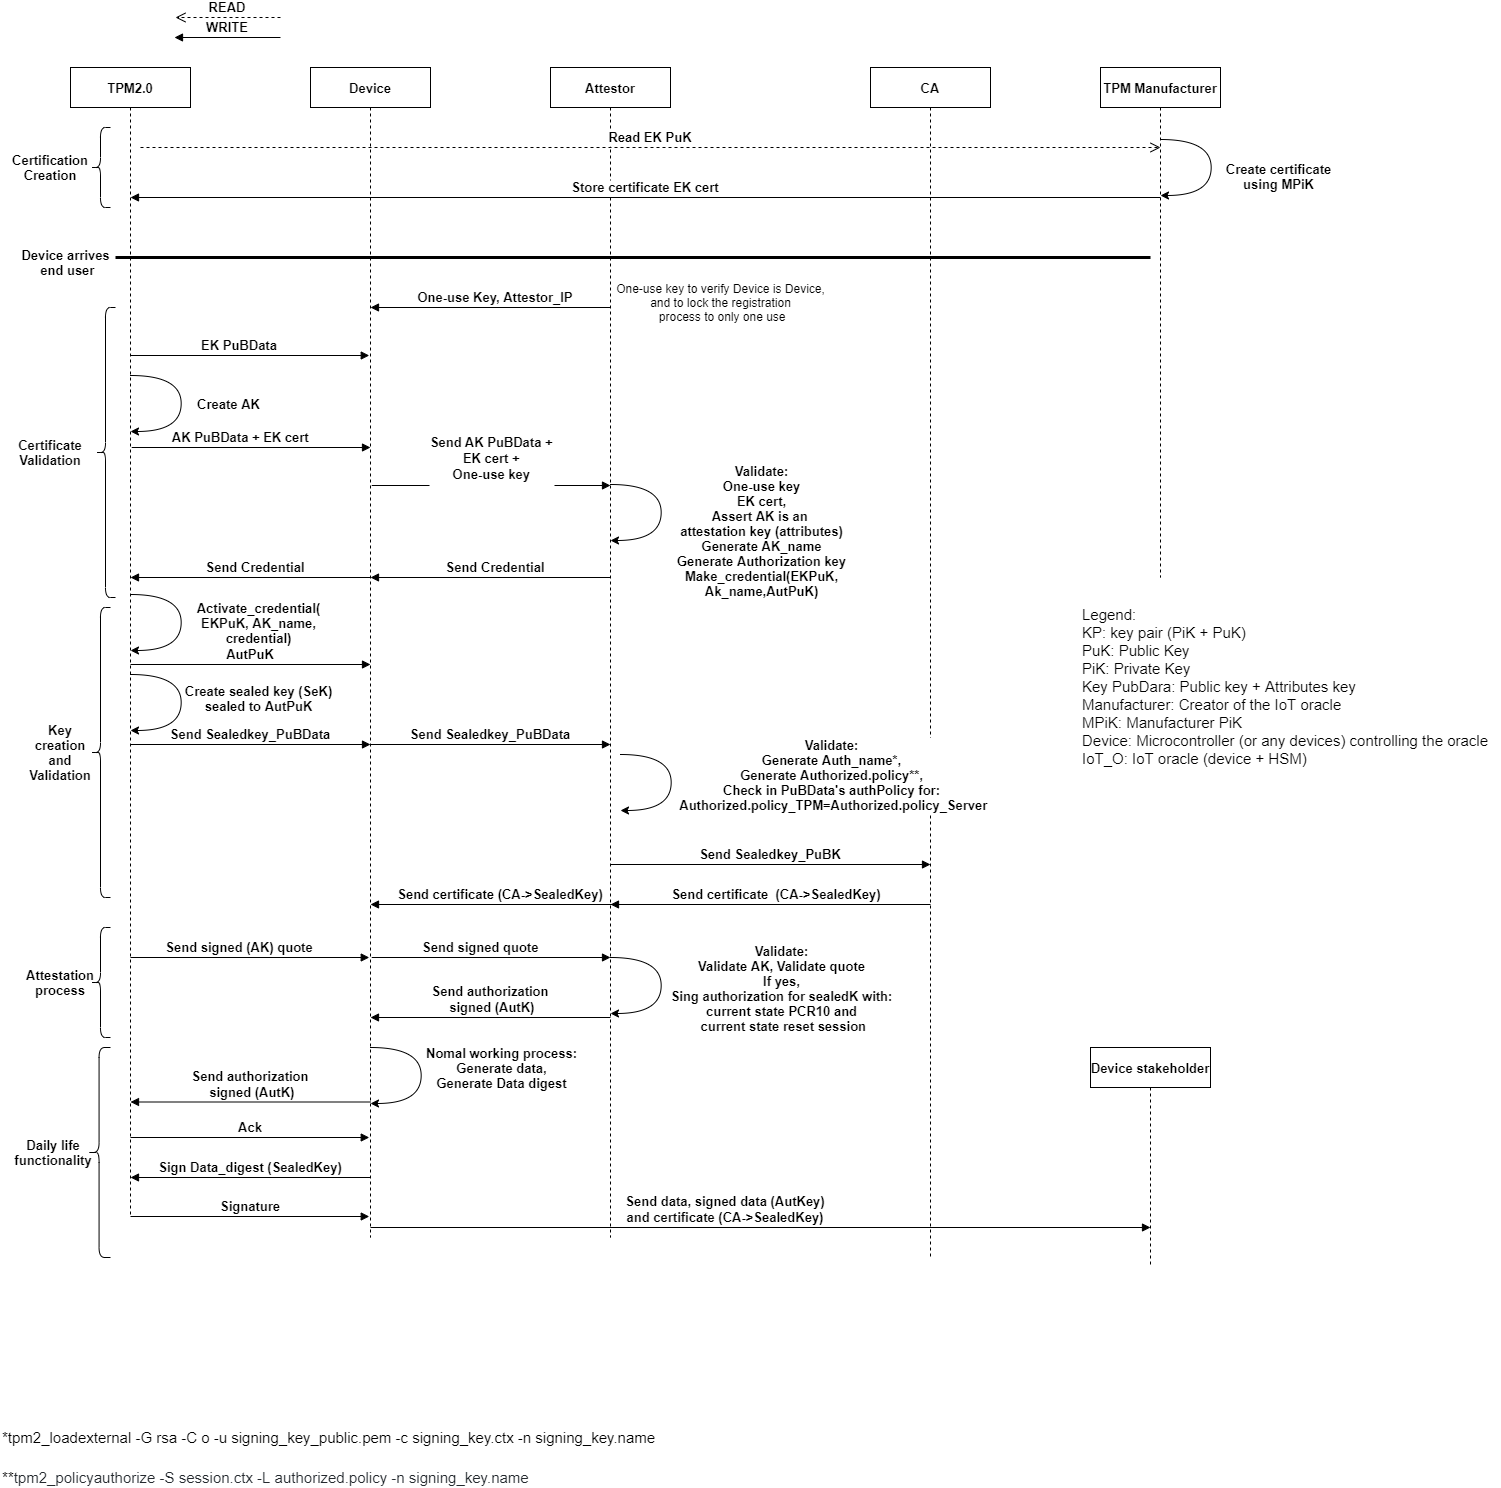 READ
WRITE
TPM2.0
Device
Attestor
CA
TPM Manufacturer
Certification
Creation
Read EK PuK
Create certificate
using MPiK
Store certificate EK cert
Device arrives
end user
One-use Key, Attestor_IP
One-use key to verify Device is Device,
and to lock the registration
process to only one use
EK PuBData
Create AK
AK PuBData + EK cert
Certificate
Validation
Send AK PuBData +
EK cert +
One-use key
Validate:
One-use key
EK cert,
Assert AK is an
attestation key (attributes)
Generate AK_name
Generate Authorization key
Make_credential(EKPuK,
Ak_name,AutPuK)
Send Credential
Send Credential
Activate_credential(
EKPuK, AK_name,
credential)
AutPuK
Legend:
KP: key pair (PiK + PuK)
PuK: Public Key
PiK: Private Key
Key PubDara: Public key + Attributes key
Manufacturer: Creator of the IoT oracle
MPiK: Manufacturer PiK
Device: Microcontroller (or any devices) controlling the oracle
IoT_O: IoT oracle (device + HSM)
Create sealed key (SeK)
sealed to AutPuK
Key
creation
and
Validation
Send Sealedkey_PuBData
Send Sealedkey_PuBData
Validate:
Generate Auth_name*,
Generate Authorized.policy**,
Check in PuBData's authPolicy for:
Authorized.policy_TPM=Authorized.policy_Server
Send Sealedkey_PuBK
Send certificate (CA->SealedKey)
Send certificate  (CA->SealedKey)
Attestation
process
Send signed (AK) quote
Send signed quote
Validate:
Validate AK, Validate quote
If yes,
Sing authorization for sealedK with:
current state PCR10 and
current state reset session
Send authorization
signed (AutK)
Nomal working process:
Generate data,
Generate Data digest
Device stakeholder
Send authorization
signed (AutK)
Ack
Daily life
functionality
Sign Data_digest (SealedKey)
Signature
Send data, signed data (AutKey)
and certificate (CA->SealedKey)
*tpm2_loadexternal -G rsa -C o -u signing_key_public.pem -c signing_key.ctx -n signing_key.name
**tpm2_policyauthorize -S session.ctx -L authorized.policy -n signing_key.name